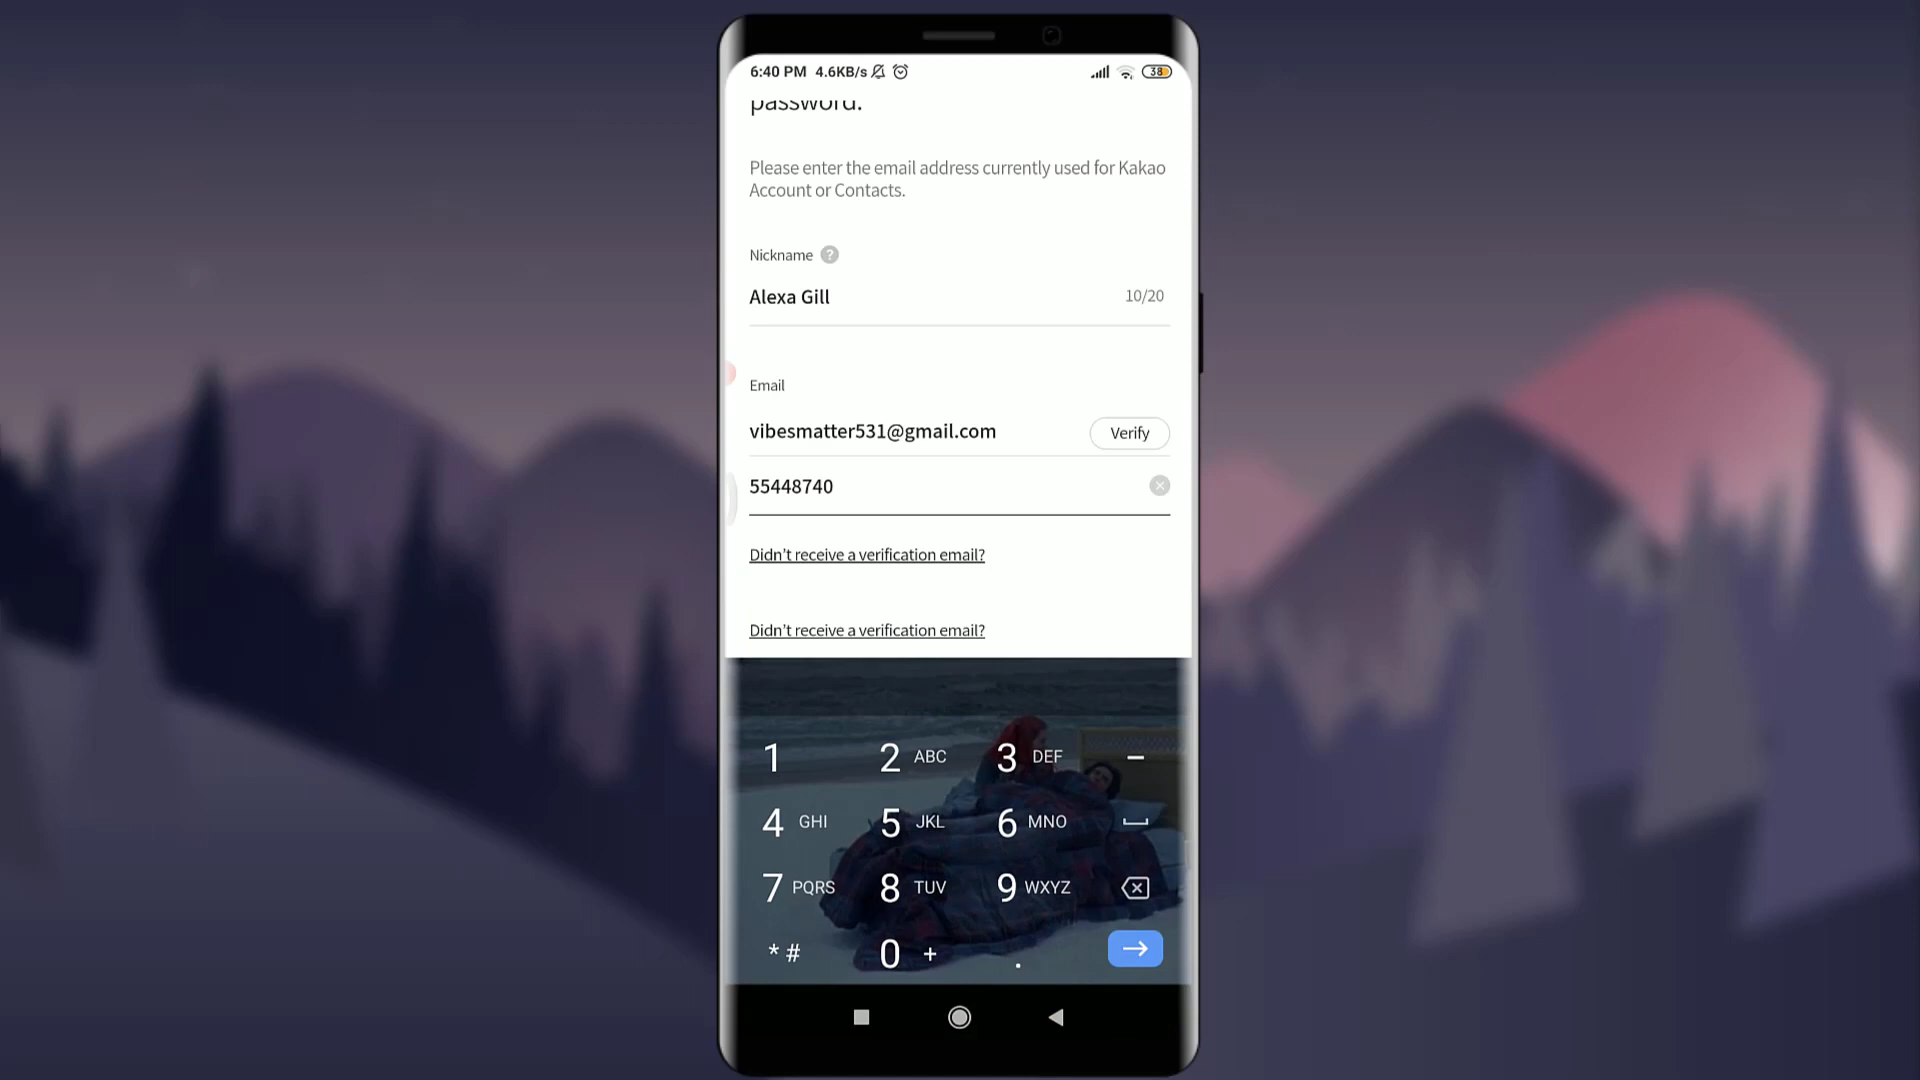 6:40 PM 4.6KB/s 38
password.
Please enter the email address currently used for Kakao
Account or Contacts.
Nickname ?
Alexa Gill 10/20
Email
vibesmatter531@gmail.com Verify
55448740
Didn't receive a verification email?
Didn't receive a verification email?
1 2 ABC 3 DEF –
4 GHI 5 JKL 6 MNO
7 PQRS 8 TUV 9 WXYZ
* # 0 + .